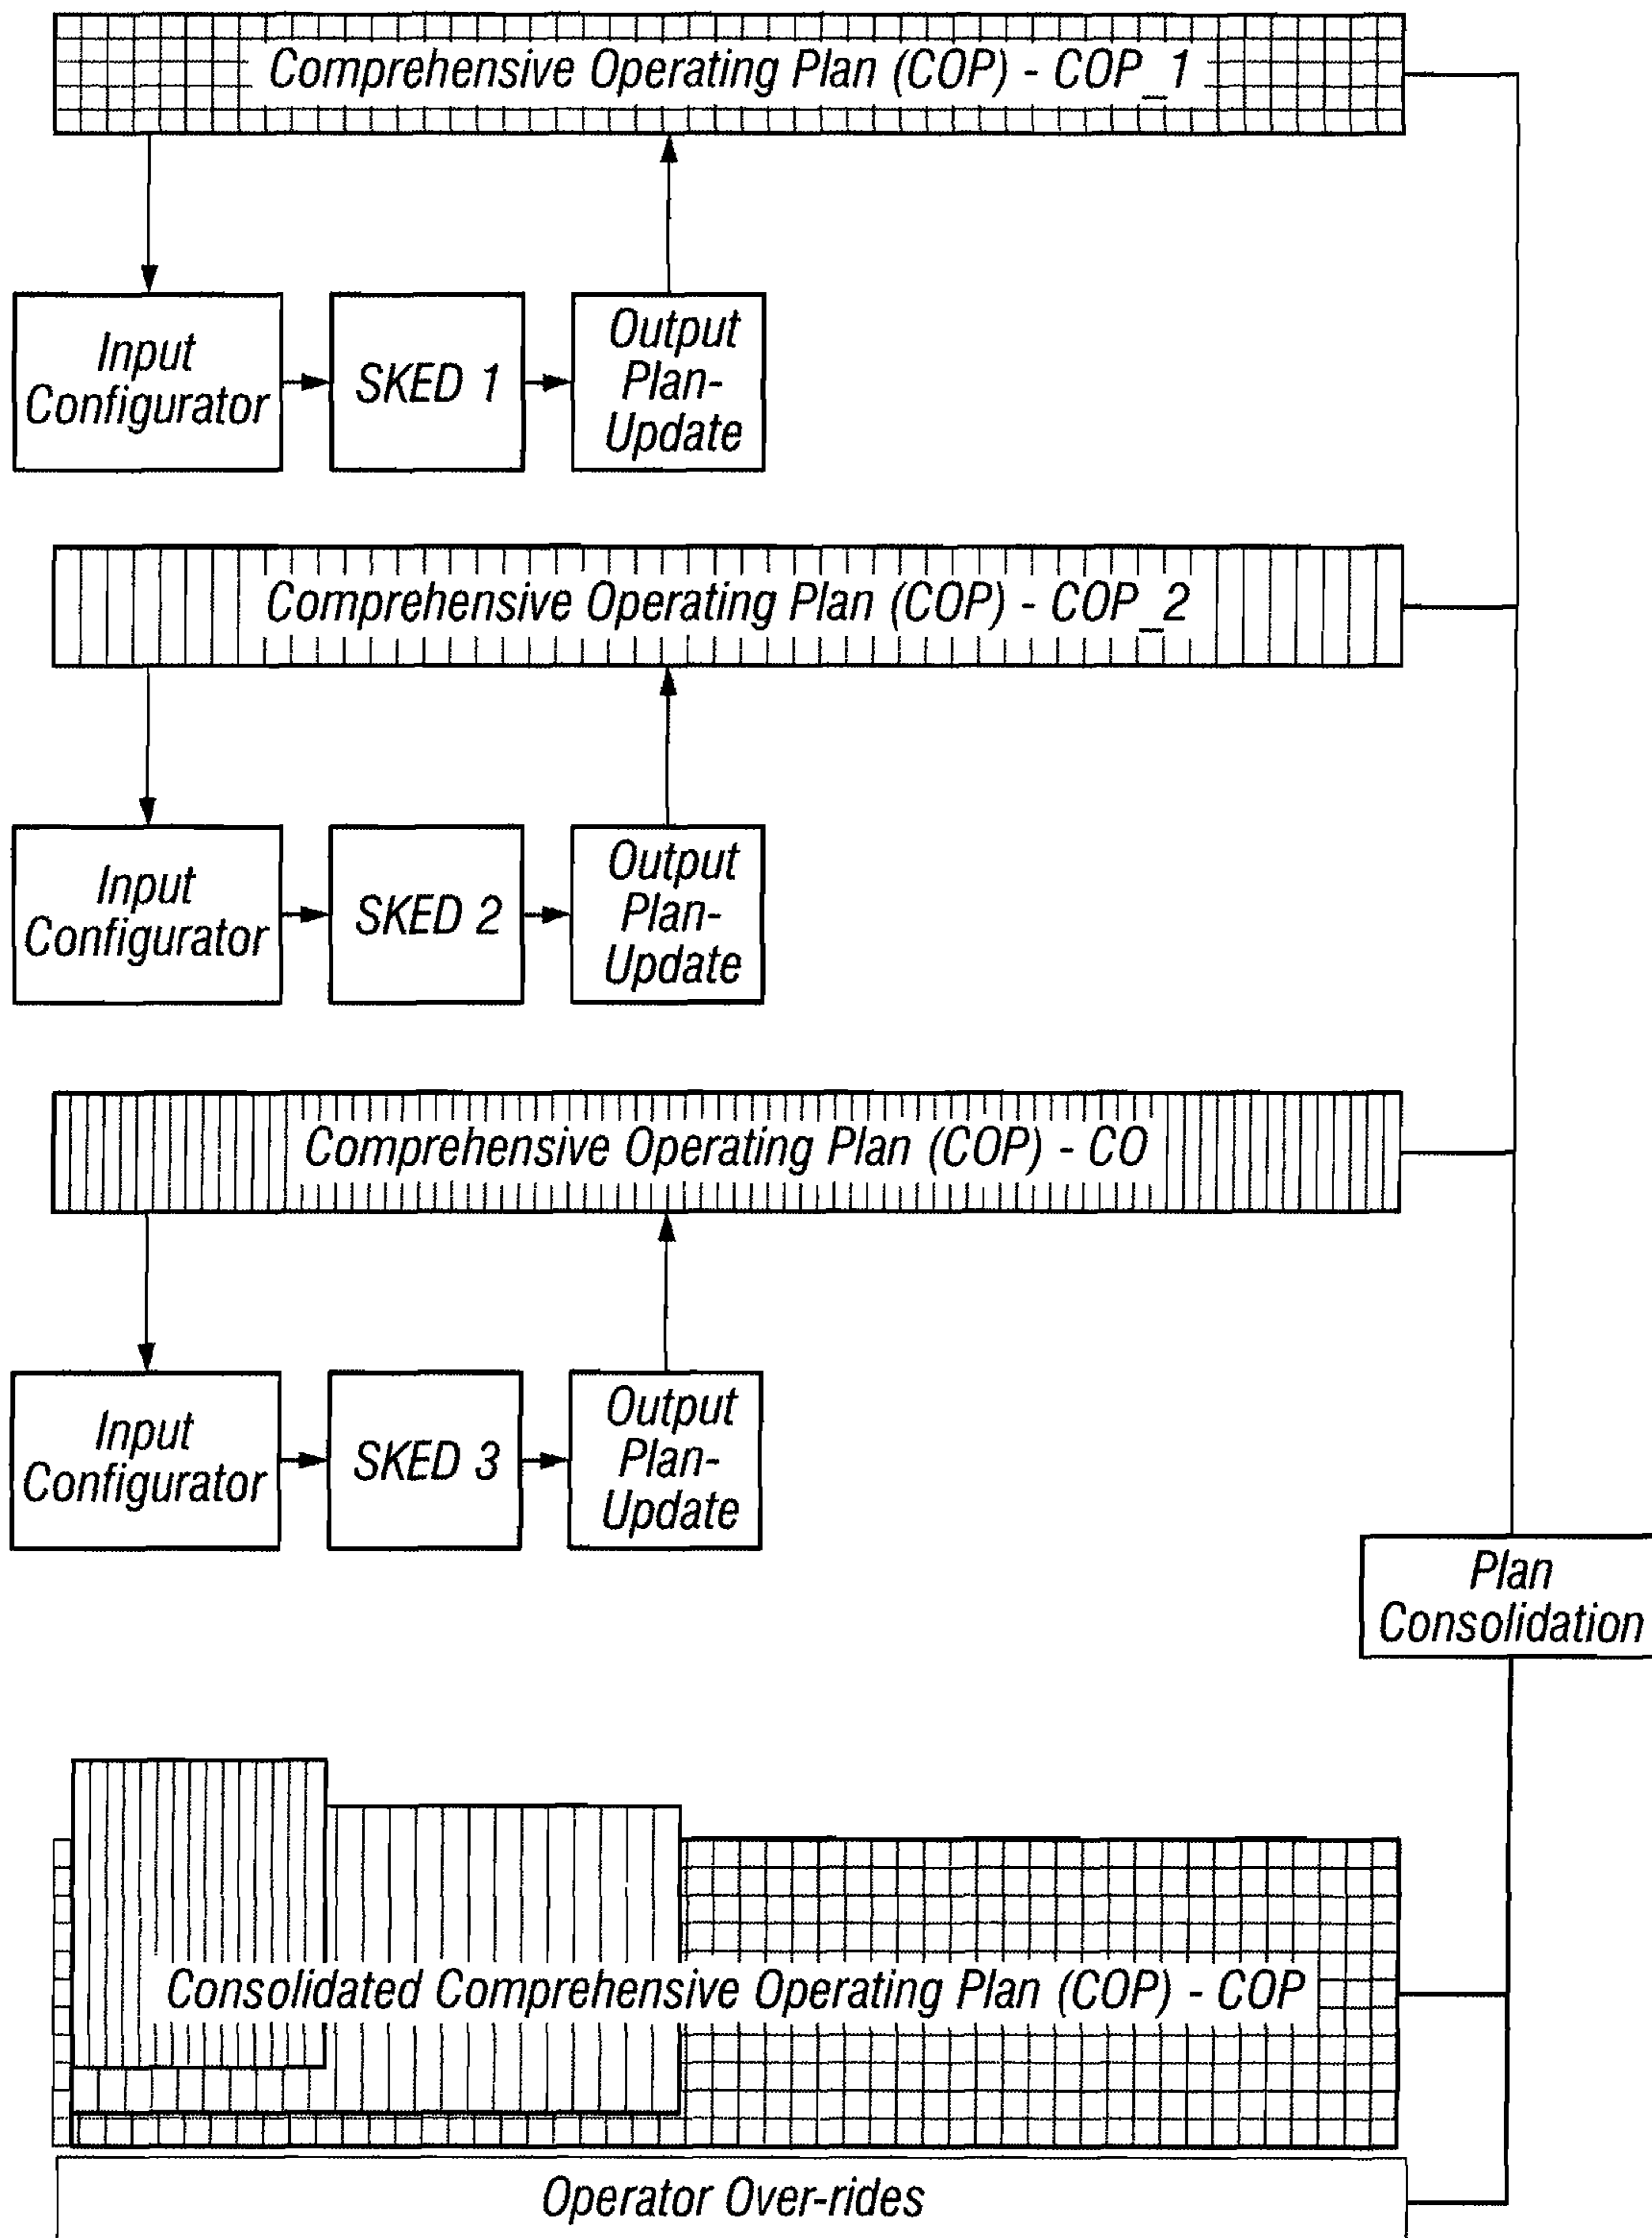 Comprehensive Operating Plan (COP) - COP_1
Input
Configurator
SKED 1
Output
Plan-
Update
Comprehensive Operating Plan (COP) - COP_2
Input
Configurator
SKED 2
Output
Plan-
Update
Comprehensive Operating Plan (COP) - CO
Input
Configurator
SKED 3
Output
Plan-
Update
Plan
Consolidation
Consolidated Comprehensive Operating Plan (COP) - COP
Operator Over-rides